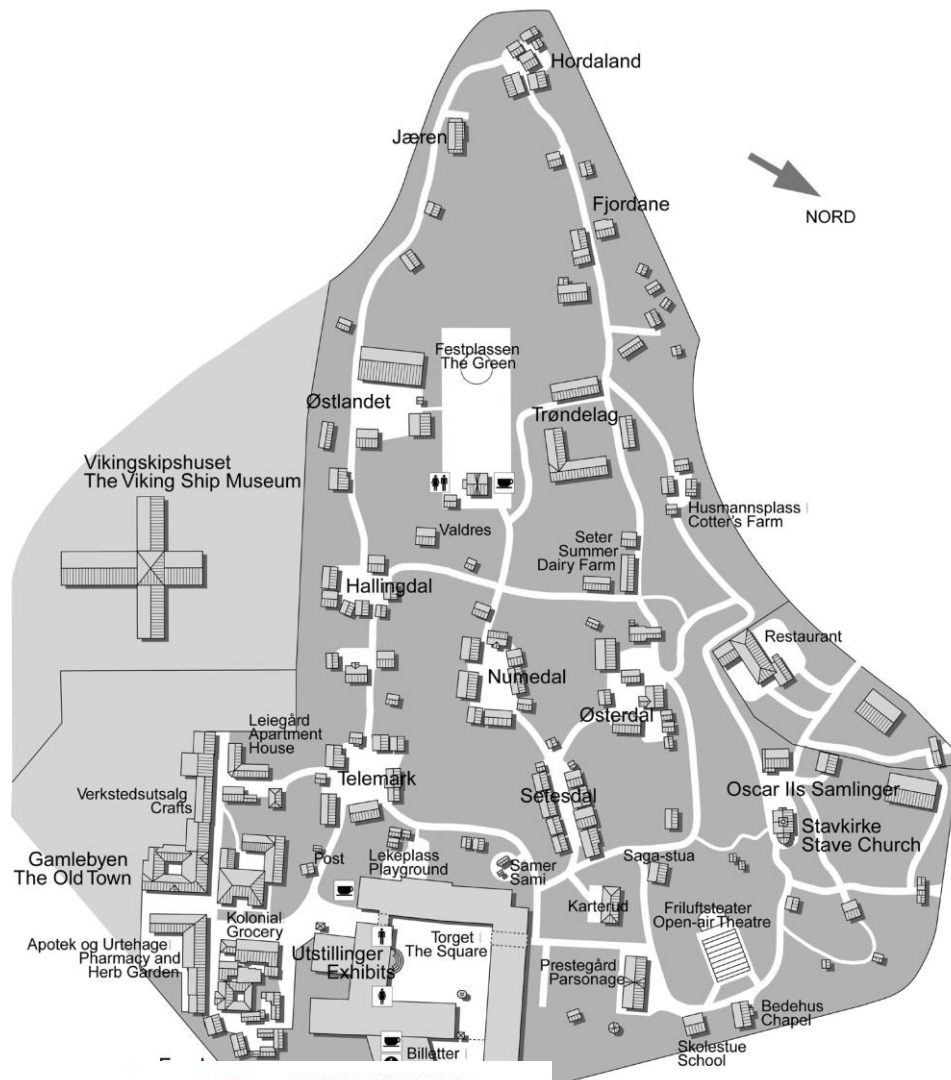 Hordaland
Jæren
NORD
Fjordane
Festplassen
The Green
Østlandet
Trøndelag
Vikingskipshuset
The Viking Ship Museum
Valdres
Husmannsplass
Cotter's Farm
Seter
Summer
Dairy Farm
Hallingdal
Restaurant
Numedal
Østerdal
Leiegård
Apartment
House
Telemark
Verkstedsutsalg
Crafts
Setesdal
Oscar IIs Samlinger
Stavkirke
Stave Church
Gamlebyen
The Old Town
Post
Lekeplass
Playground
Samer
Sami
Saga-stua
Karterud
Friluftsteater
Open-air Theatre
Kolonial
Grocery
Apotek og Urtehage
Pharmacy and
Herb Garden
Utstillinger
Exhibits
Torget
The Square
Prestegård
Parsonage
Bedehus
Chapel
Skolestue
School
Billetter